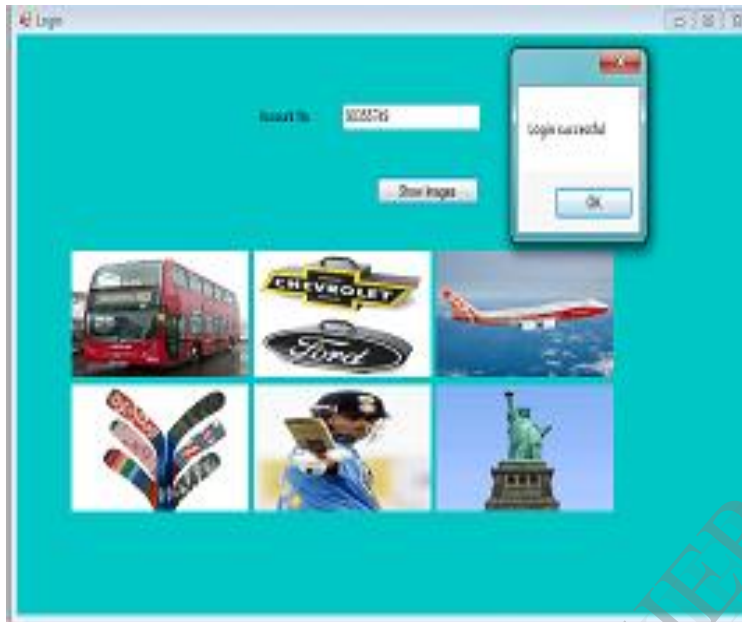 Login
Account No
Login successful
Show Images
OK
CHEVROLET
Ford